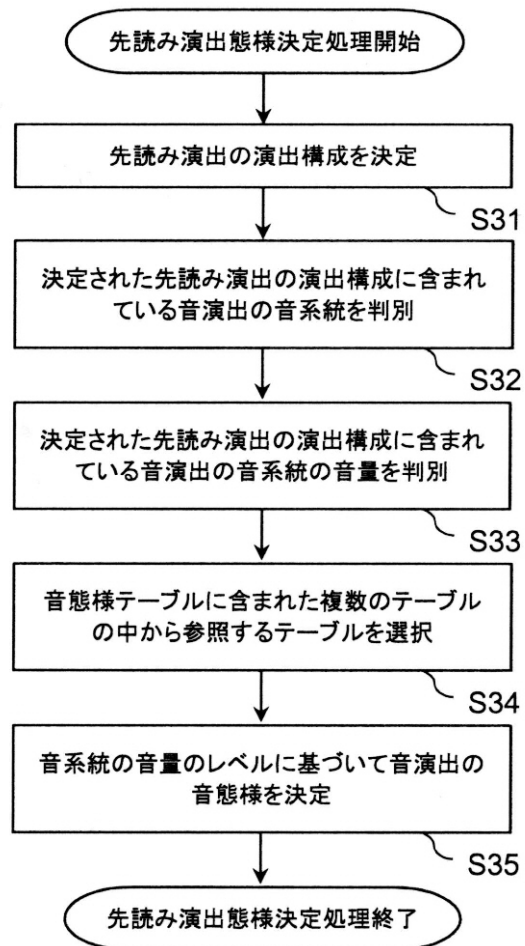 先読み演出態様決定処理開始
先読み演出の演出構成を決定
S31
決定された先読み演出の演出構成に含まれ
ている音演出の音系統を判別
S32
決定された先読み演出の演出構成に含まれ
ている音演出の音系統の音量を判別
S33
音態様テーブルに含まれた複数のテーブル
の中から参照するテーブルを選択
S34
音系統の音量のレベルに基づいて音演出の
音態様を決定
S35
先読み演出態様決定処理終了